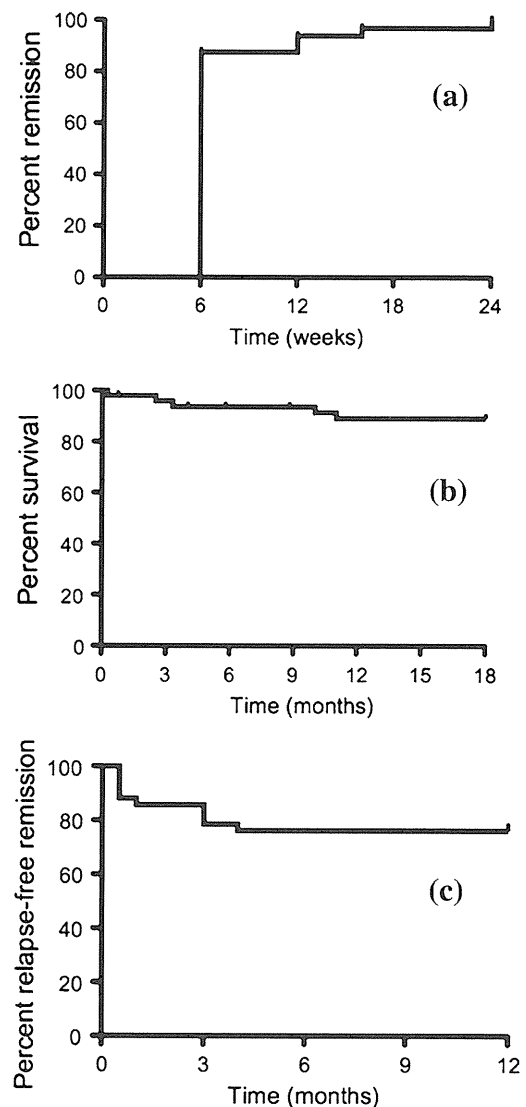 Percent remission
100
80
60
40
20
0
(a)
0 6 12 18 24
Time (weeks)
Percent survival
100
80
60
40
20
0
(b)
0 3 6 9 12 15 18
Time (months)
Percent relapse-free remission
100
80
60
40
20
0
(c)
0 3 6 9 12
Time (months)